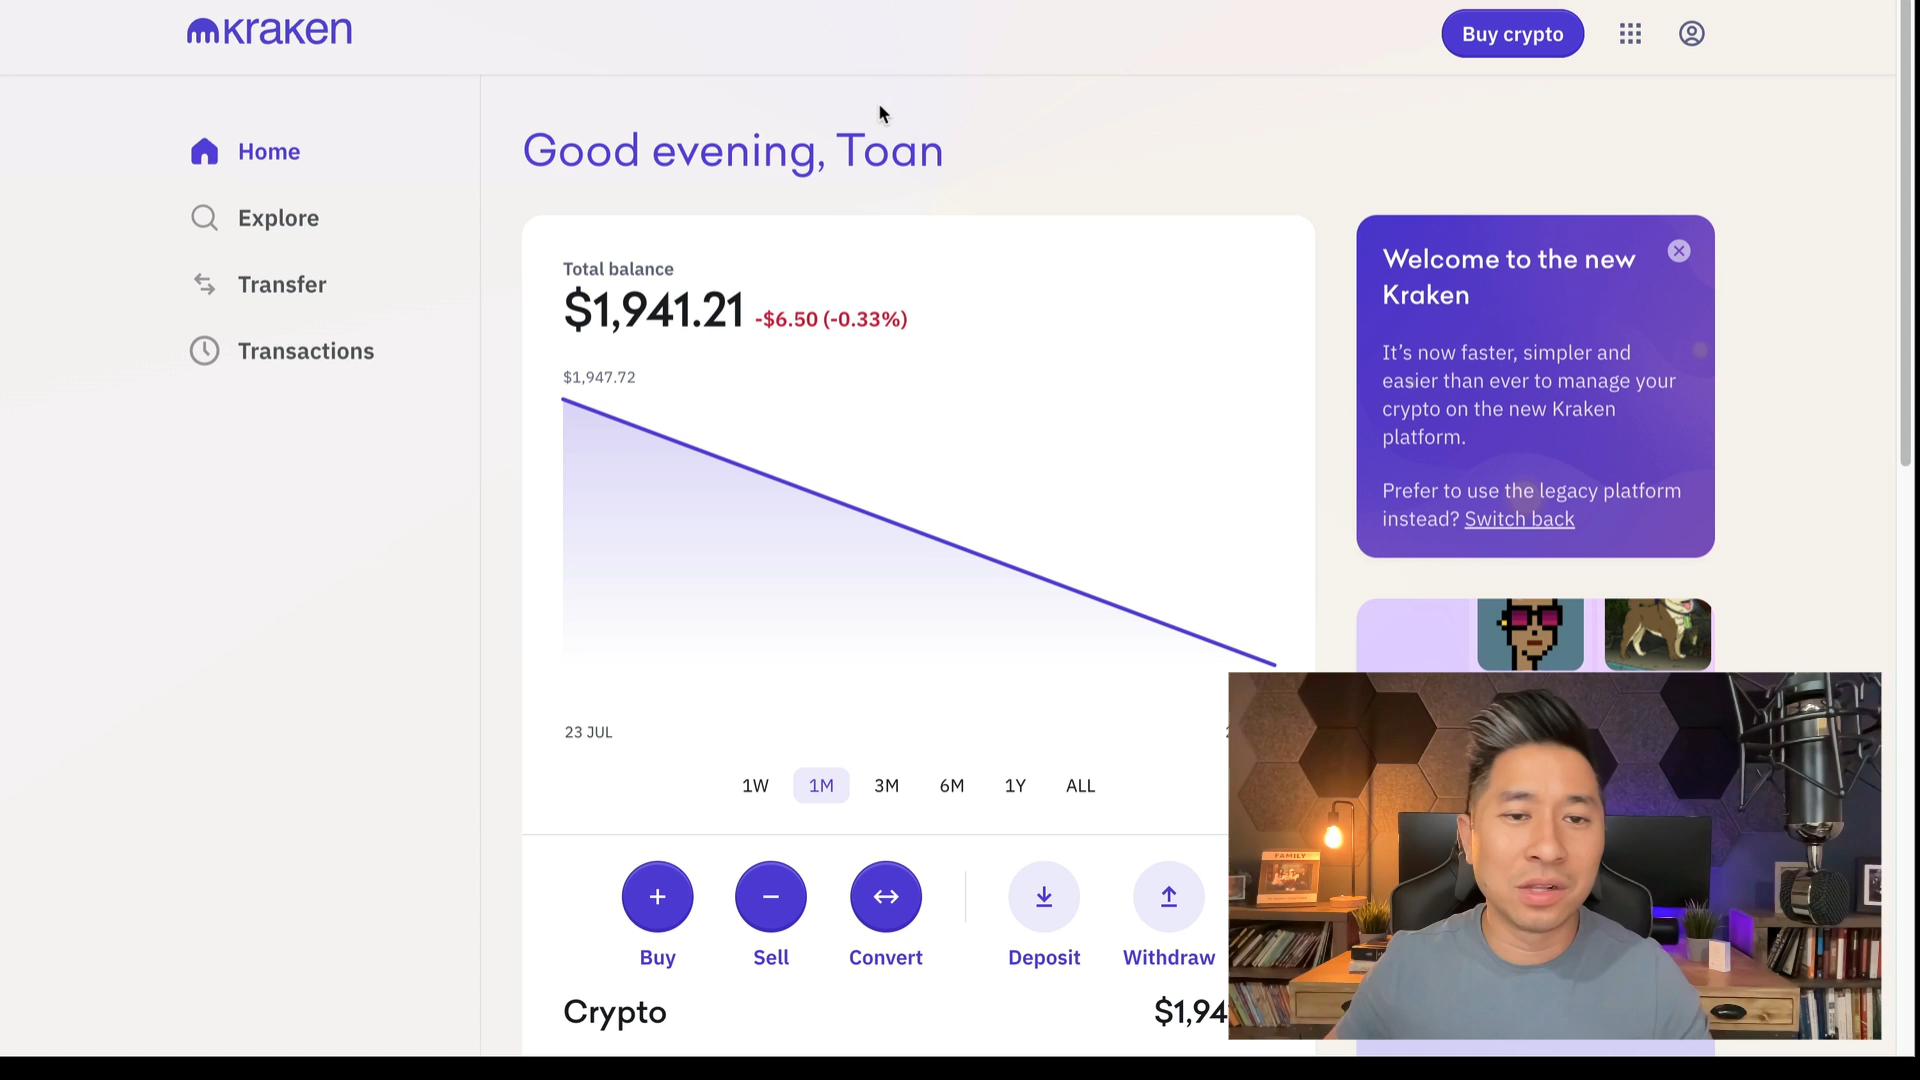 kraken
Buy crypto
Home
Explore
Transfer
Transactions
Good evening, Toan
Total balance
$1,941.21 -$6.50 (-0.33%)
$1,947.72
23 JUL
1W 1M 3M 6M 1Y ALL
Buy Sell Convert Deposit Withdraw
Crypto
$1,94
Welcome to the new
Kraken
It’s now faster, simpler and
easier than ever to manage your
crypto on the new Kraken
platform.
Prefer to use the legacy platform
instead? Switch back
FAMILY